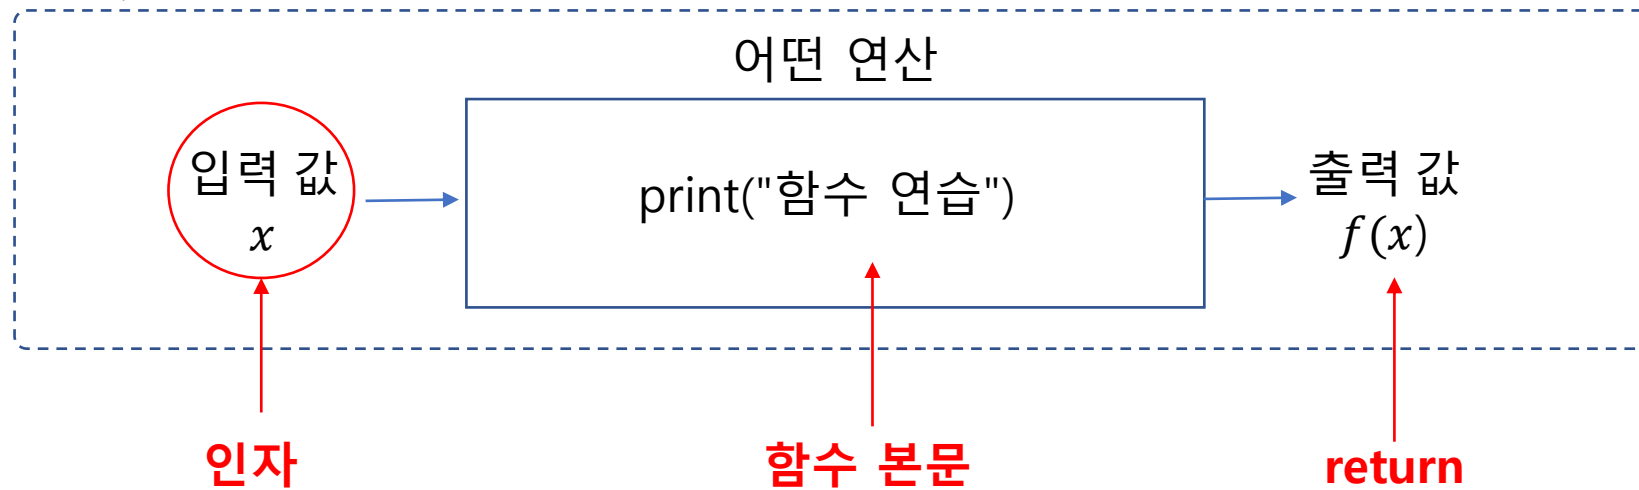 어떤 연산
입력 값
x
print("함수 연습")
출력 값
f(x)
인자
함수 본문
return